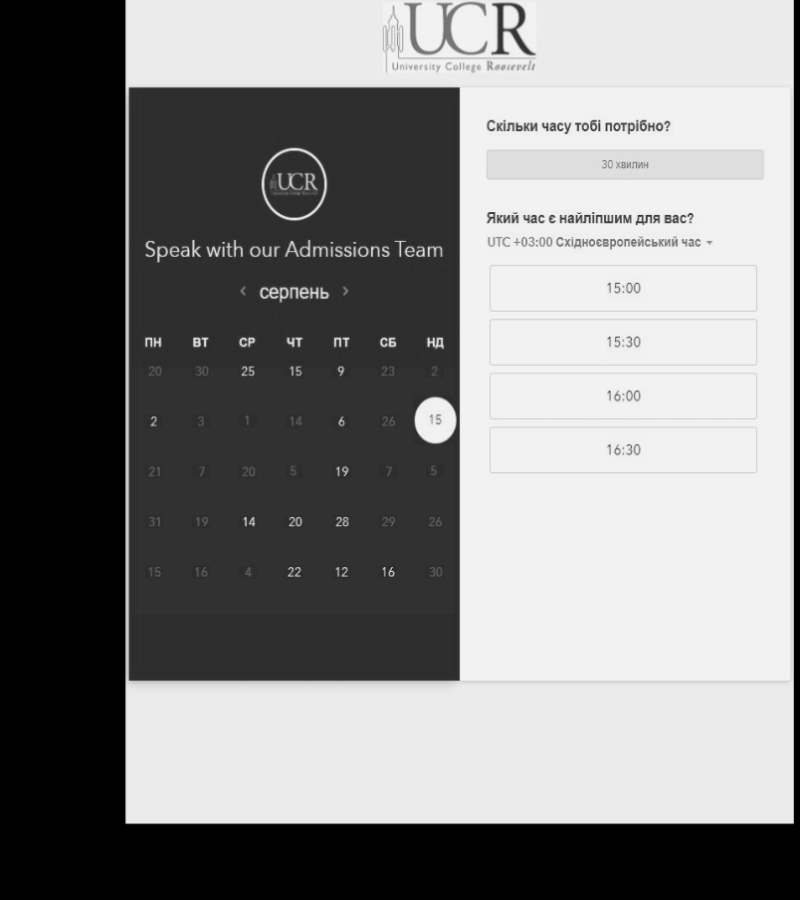 UCR
University College Roosevelt
UCR
Speak with our Admissions Team
‹ серпень ›
ПН ВТ СР ЧТ ПТ СБ НД
20 30 25 15 9 23 2
2 3 1 14 6 26 15
21 7 20 5 19 7 5
31 19 14 20 28 29 26
15 16 4 22 12 16 30
Скільки часу тобі потрібно?
30 хвилин
Який час є найліпшим для вас?
UTC +03:00 Східноєвропейський час
15:00
15:30
16:00
16:30